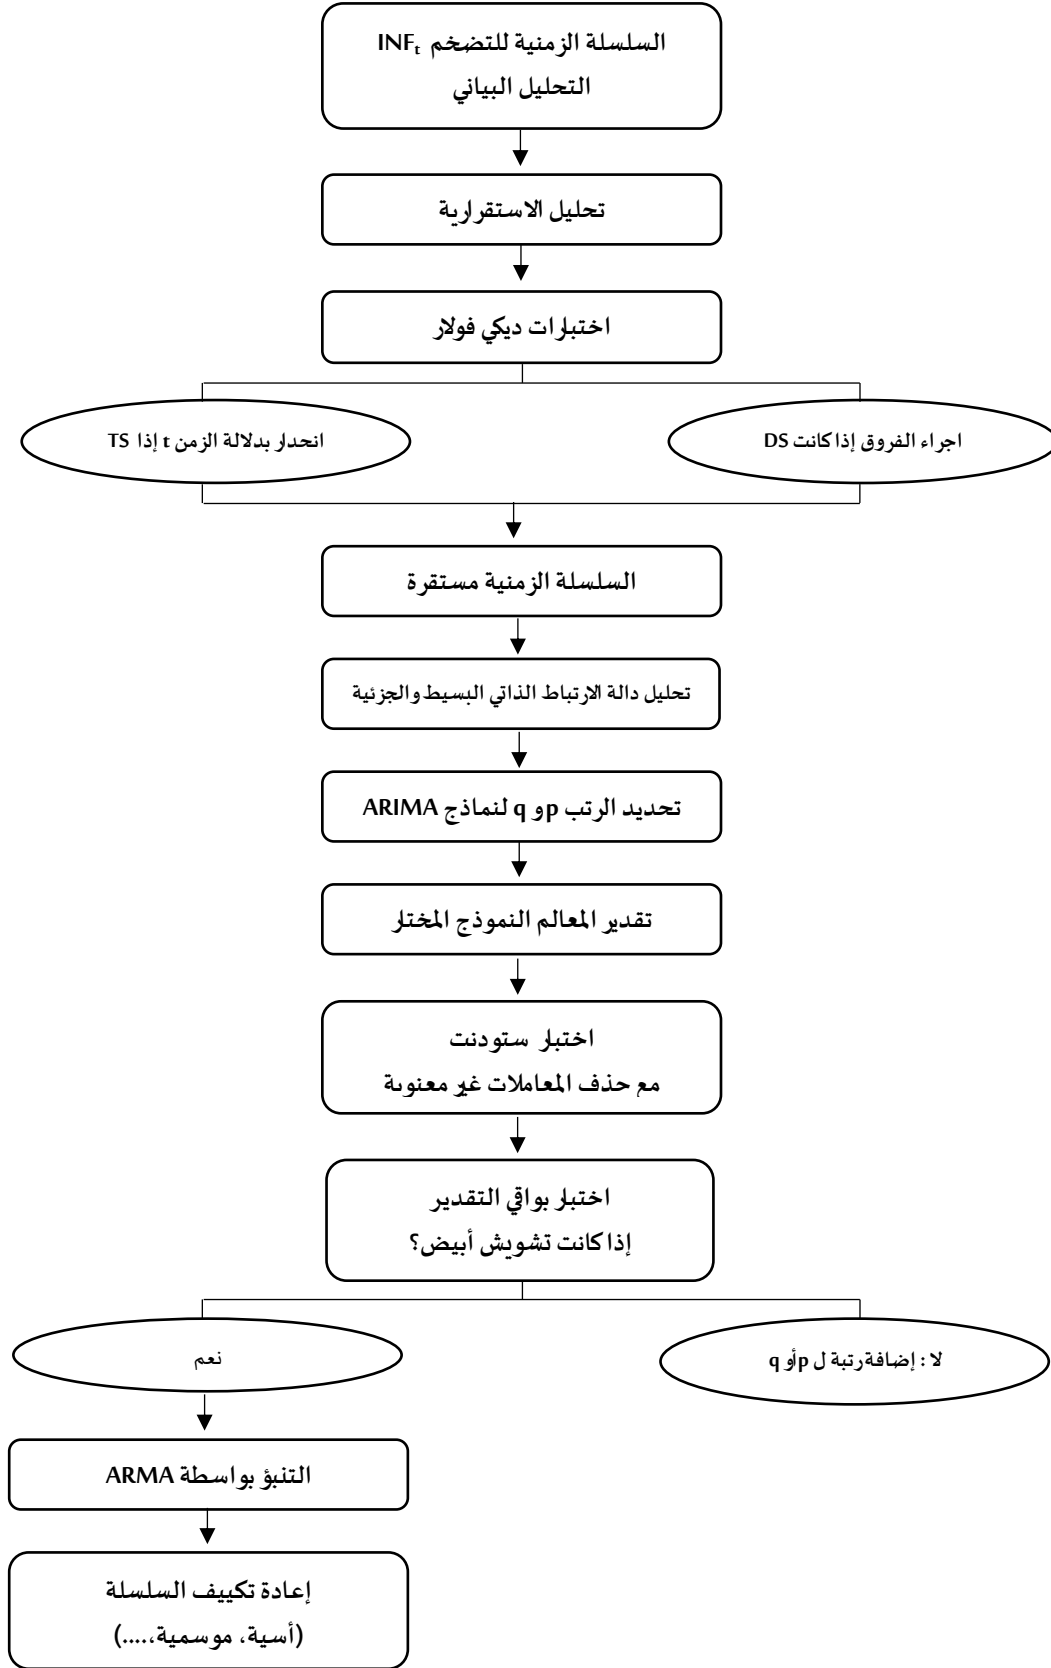 السلسلة الزمنية للتضخم INFₜ
التحليل البياني
تحليل الاستقرارية
اختبارات ديكي فولار
اجراء الفروق إذا كانت DS
انحدار بدلالة الزمن t إذا TS
السلسلة الزمنية مستقرة
تحليل دالة الارتباط الذاتي البسيط والجزئية
تحديد الرتب p و q لنماذج ARIMA
تقدير المعالم النموذج المختار
اختبار ستودنت
مع حذف المعاملات غير معنوية
اختبار بواقي التقدير
إذا كانت تشويش أبيض؟
لا : إضافة رتبة ل p أو q
نعم
التنبؤ بواسطة ARMA
إعادة تكييف السلسلة
(أسية، موسمية،....)